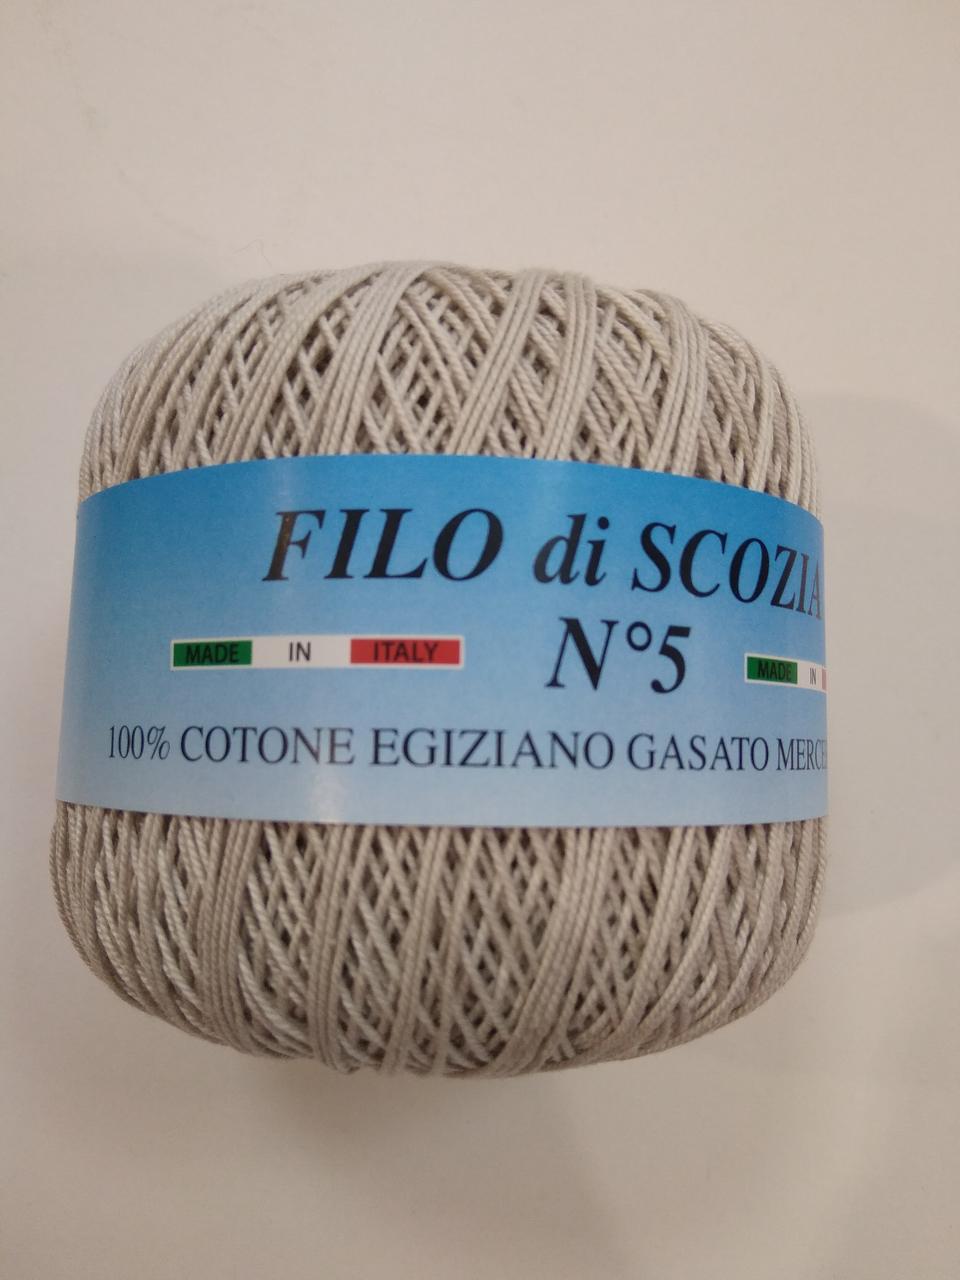 FILO di SCOZIA
N°5
MADE IN ITALY
MADE IN
100% COTONE EGIZIANO GASATO